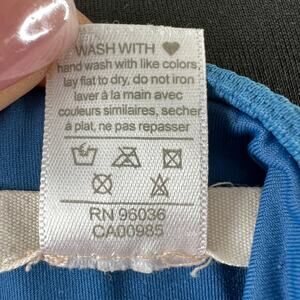 WASH WITH ♥
hand wash with like colors,
lay flat to dry, do not iron
laver à la main avec
couleurs similaires, secher
à plat, ne pas repasser
RN 96036
CA00985